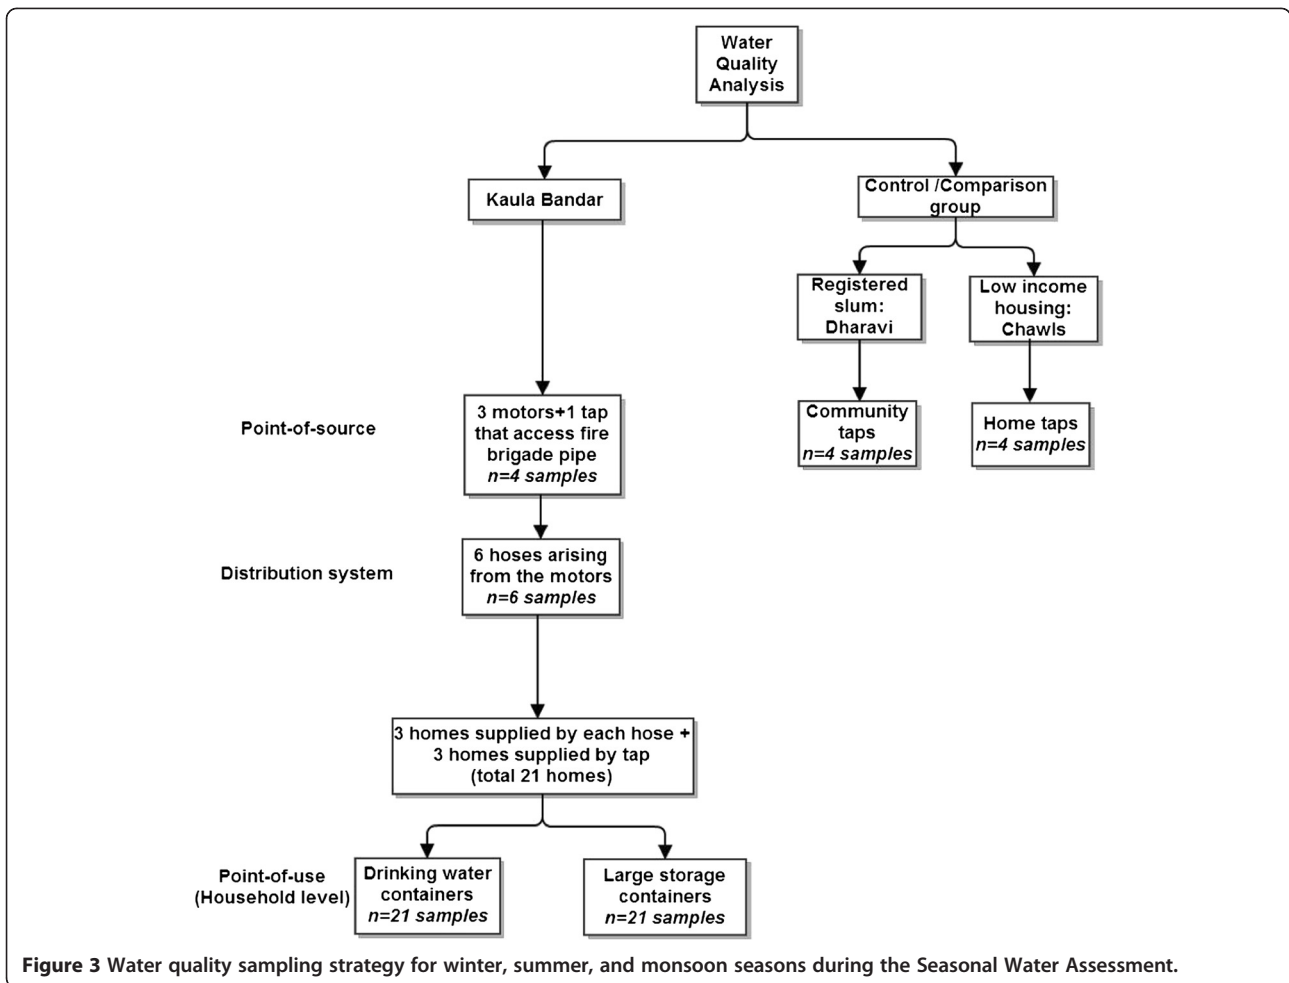 Water
Quality
Analysis
Kaula Bandar
Control /Comparison
group
Registered
slum:
Dharavi
Low income
housing:
Chawls
Point-of-source
3 motors+1 tap
that access fire
brigade pipe
n=4 samples
Community
taps
n=4 samples
Home taps
n=4 samples
Distribution system
6 hoses arising
from the motors
n=6 samples
3 homes supplied by each hose +
3 homes supplied by tap
(total 21 homes)
Point-of-use
(Household level)
Drinking water
containers
n=21 samples
Large storage
containers
n=21 samples
Figure 3 Water quality sampling strategy for winter, summer, and monsoon seasons during the Seasonal Water Assessment.